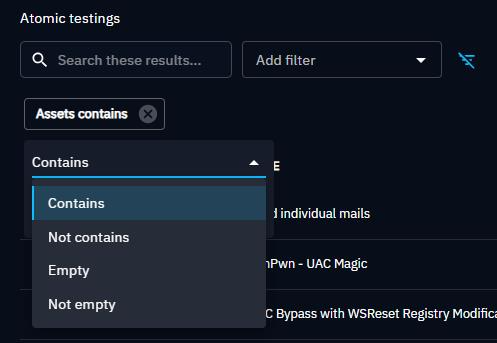 Atomic testings
Search these results...
Add filter
Assets contains
Contains
E
Contains
d individual mails
Not contains
Pwn - UAC Magic
Empty
Not empty
C Bypass with WSReset Registry Modifica